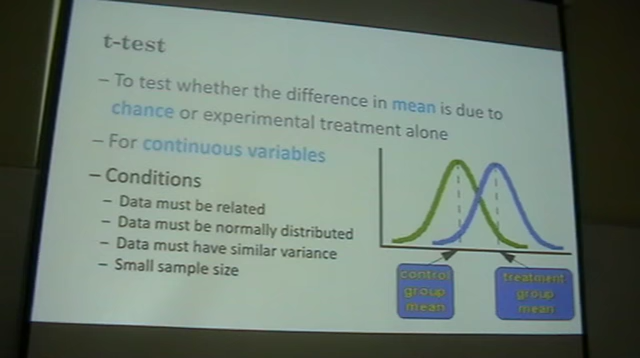 t-test
– To test whether the difference in mean is due to
chance or experimental treatment alone
– For continuous variables
– Conditions
– Data must be related
– Data must be normally distributed
– Data must have similar variance
– Small sample size
control
group
mean
treatment
group
mean